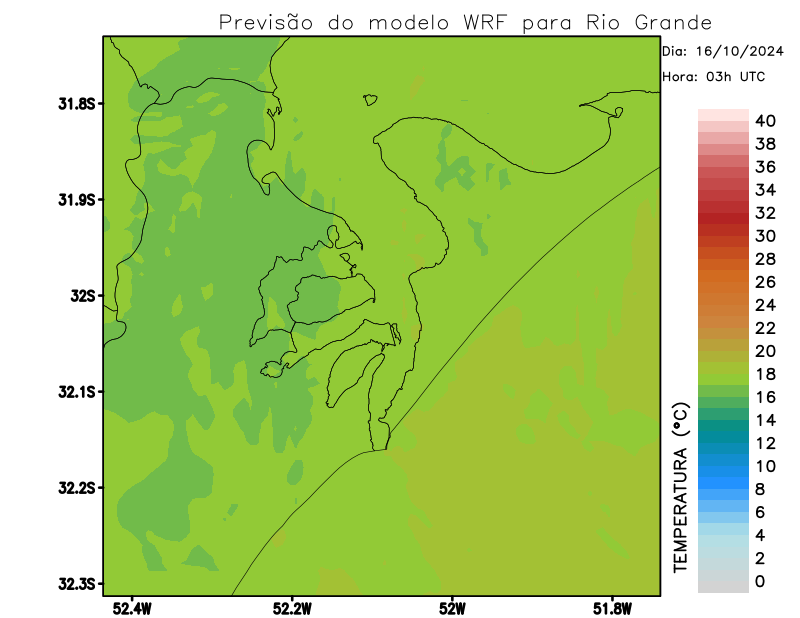 Previsão do modelo WRF para Rio Grande
Dia: 16/10/2024
Hora: 03h UTC
31.8S
31.9S
32S
32.1S
32.2S
32.3S
52.4W
52.2W
52W
51.8W
TEMPERATURA (°C)
40
38
36
34
32
30
28
26
24
22
20
18
16
14
12
10
8
6
4
2
0